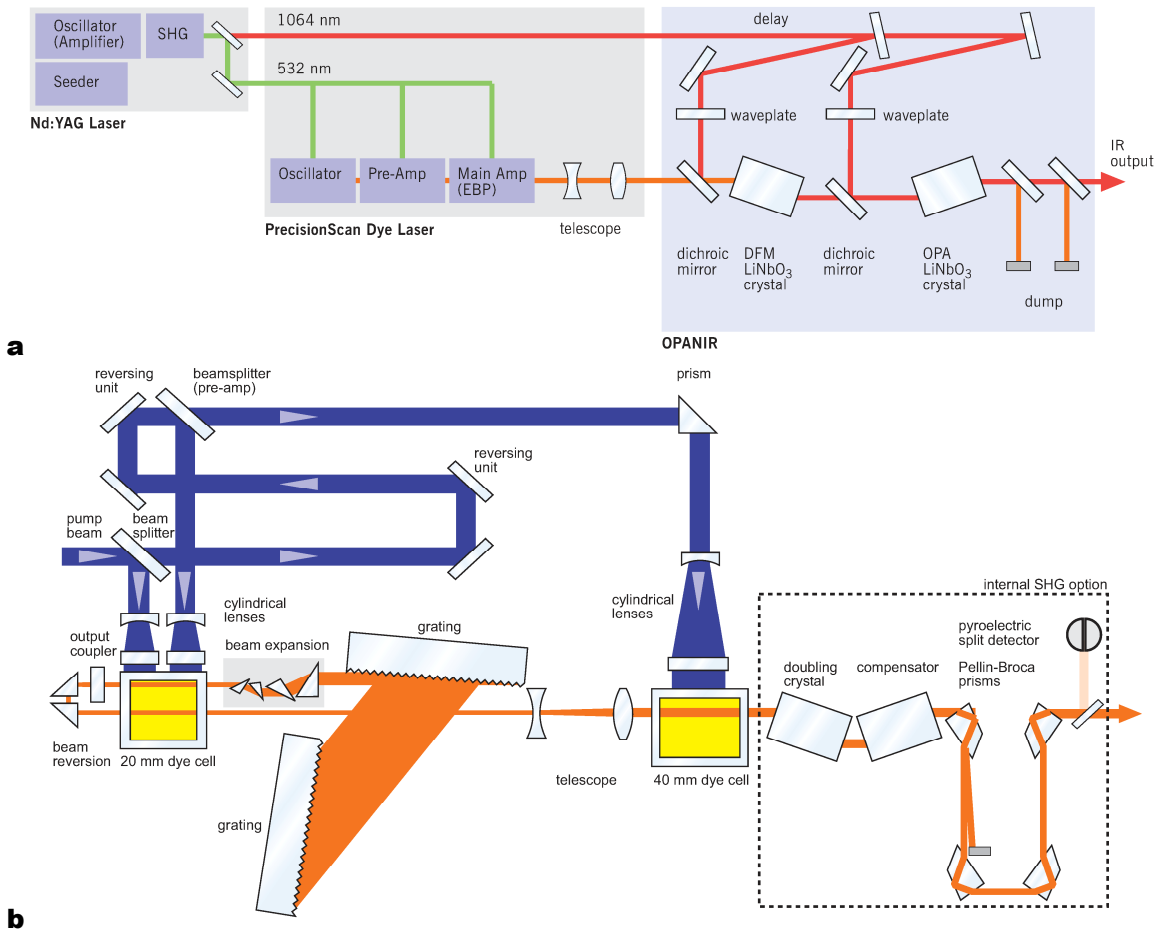 Oscillator
(Amplifier)
SHG
Seeder
Nd:YAG Laser
1064 nm
532 nm
Oscillator
Pre-Amp
Main Amp
(EBP)
PrecisionScan Dye Laser
telescope
delay
waveplate
waveplate
IR
output
dichroic
mirror
DFM
LiNbO3
crystal
dichroic
mirror
OPA
LiNbO3
crystal
dump
OPANIR
a
reversing
unit
beamsplitter
(pre-amp)
prism
reversing
unit
pump
beam
beam
splitter
cylindrical
lenses
output
coupler
beam expansion
grating
cylindrical
lenses
internal SHG option
pyroelectric
split detector
doubling
crystal
compensator
Pellin-Broca
prisms
beam
reversion
20 mm dye cell
grating
telescope
40 mm dye cell
b